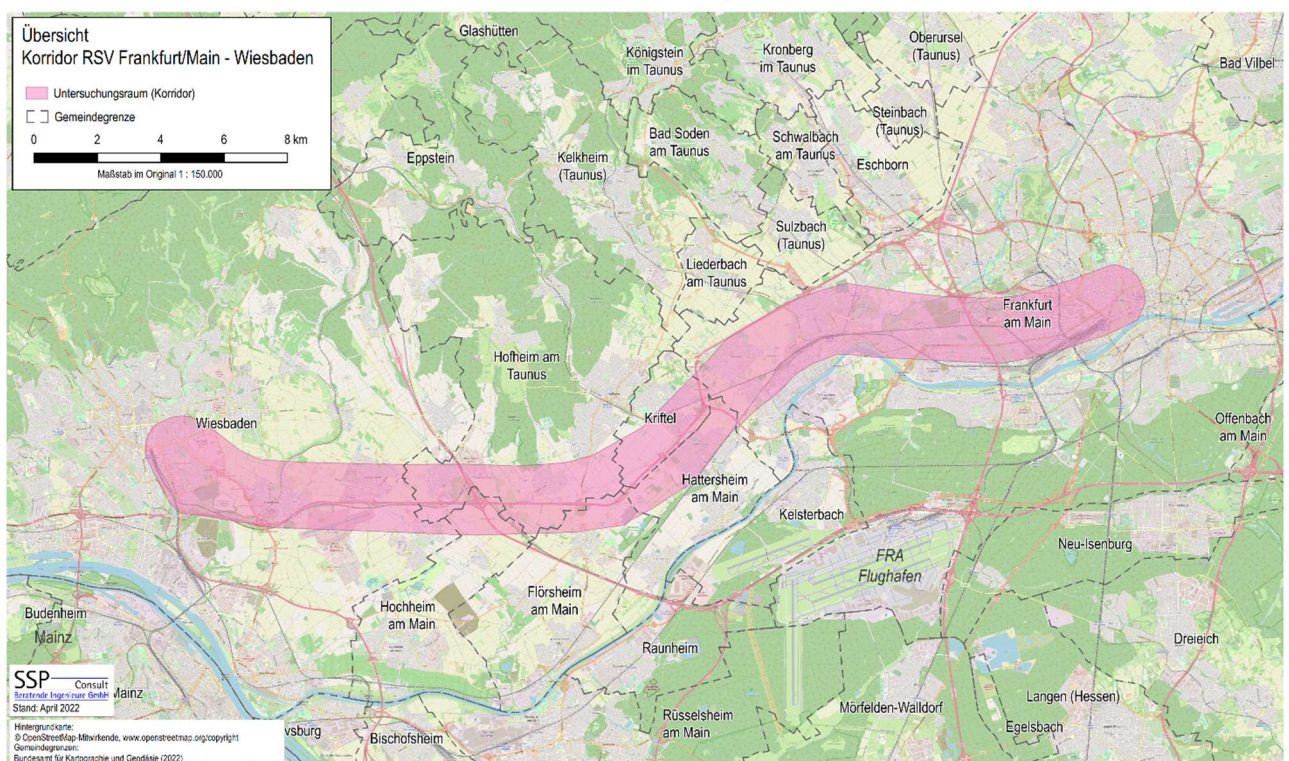 Übersicht
Korridor RSV Frankfurt/Main - Wiesbaden
Untersuchungsraum (Korridor)
Gemeindegrenze
0 2 4 6 8 km
Maßstab im Original 1 : 150.000
Glashütten
Königstein
im Taunus
Kronberg
im Taunus
Oberursel
(Taunus)
Bad Vilbel
Steinbach
(Taunus)
Bad Soden
am Taunus
Schwalbach
am Taunus
Eschborn
Eppstein
Kelkheim
(Taunus)
Sulzbach
(Taunus)
Liederbach
am Taunus
Frankfurt
am Main
Hofheim am
Taunus
Wiesbaden
Kriftel
Offenbach
am Main
Hattersheim
am Main
Kelsterbach
Neu-Isenburg
FRA
Flughafen
Flörsheim
am Main
Hochheim
am Main
Budenheim
Mainz
Raunheim
Dreieich
Mainz
Langen (Hessen)
Mörfelden-Walldorf
Rüsselsheim
am Main
Egelsbach
vsburg
Bischofsheim
SSP Consult
Beratende Ingenieure GmbH
Stand: April 2022
Hintergrundkarte:
© OpenStreetMap-Mitwirkende, www.openstreetmap.org/copyright
Gemeindegrenzen:
Bundesamt für Kartographie und Geodäsie (2022)